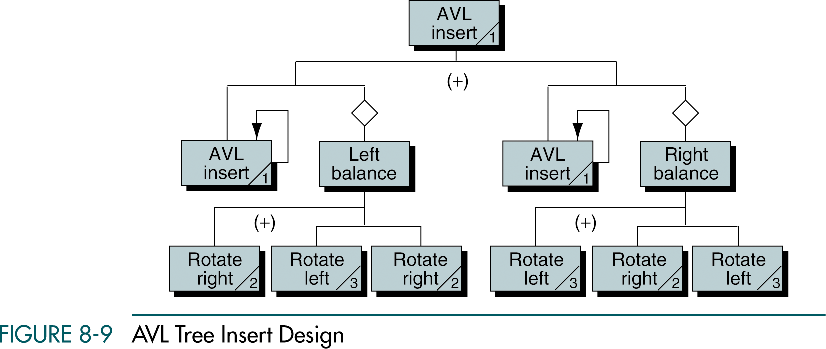 AVL
insert
1
(+)
AVL
insert
1
Left
balance
AVL
insert
1
Right
balance
(+)
(+)
Rotate
right
2
Rotate
left
3
Rotate
right
2
Rotate
left
3
Rotate
right
2
Rotate
left
3
FIGURE 8-9 AVL Tree Insert Design